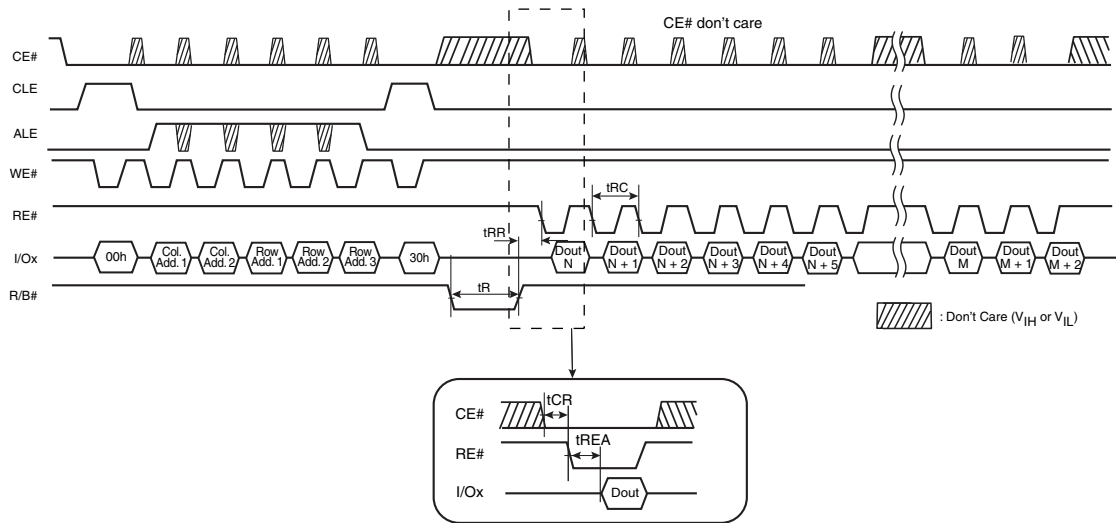 CE# don't care
CE#
CLE
ALE
WE#
tRC
RE#
tRR
I/Ox
00h
Col. Add. 1
Col. Add. 2
Row Add. 1
Row Add. 2
Row Add. 3
30h
Dout N
Dout N + 1
Dout N + 2
Dout N + 3
Dout N + 4
Dout N + 5
Dout M
Dout M + 1
Dout M + 2
R/B#
tR
: Don't Care (VIH or VIL)
CE#
tCR
RE#
tREA
I/Ox
Dout